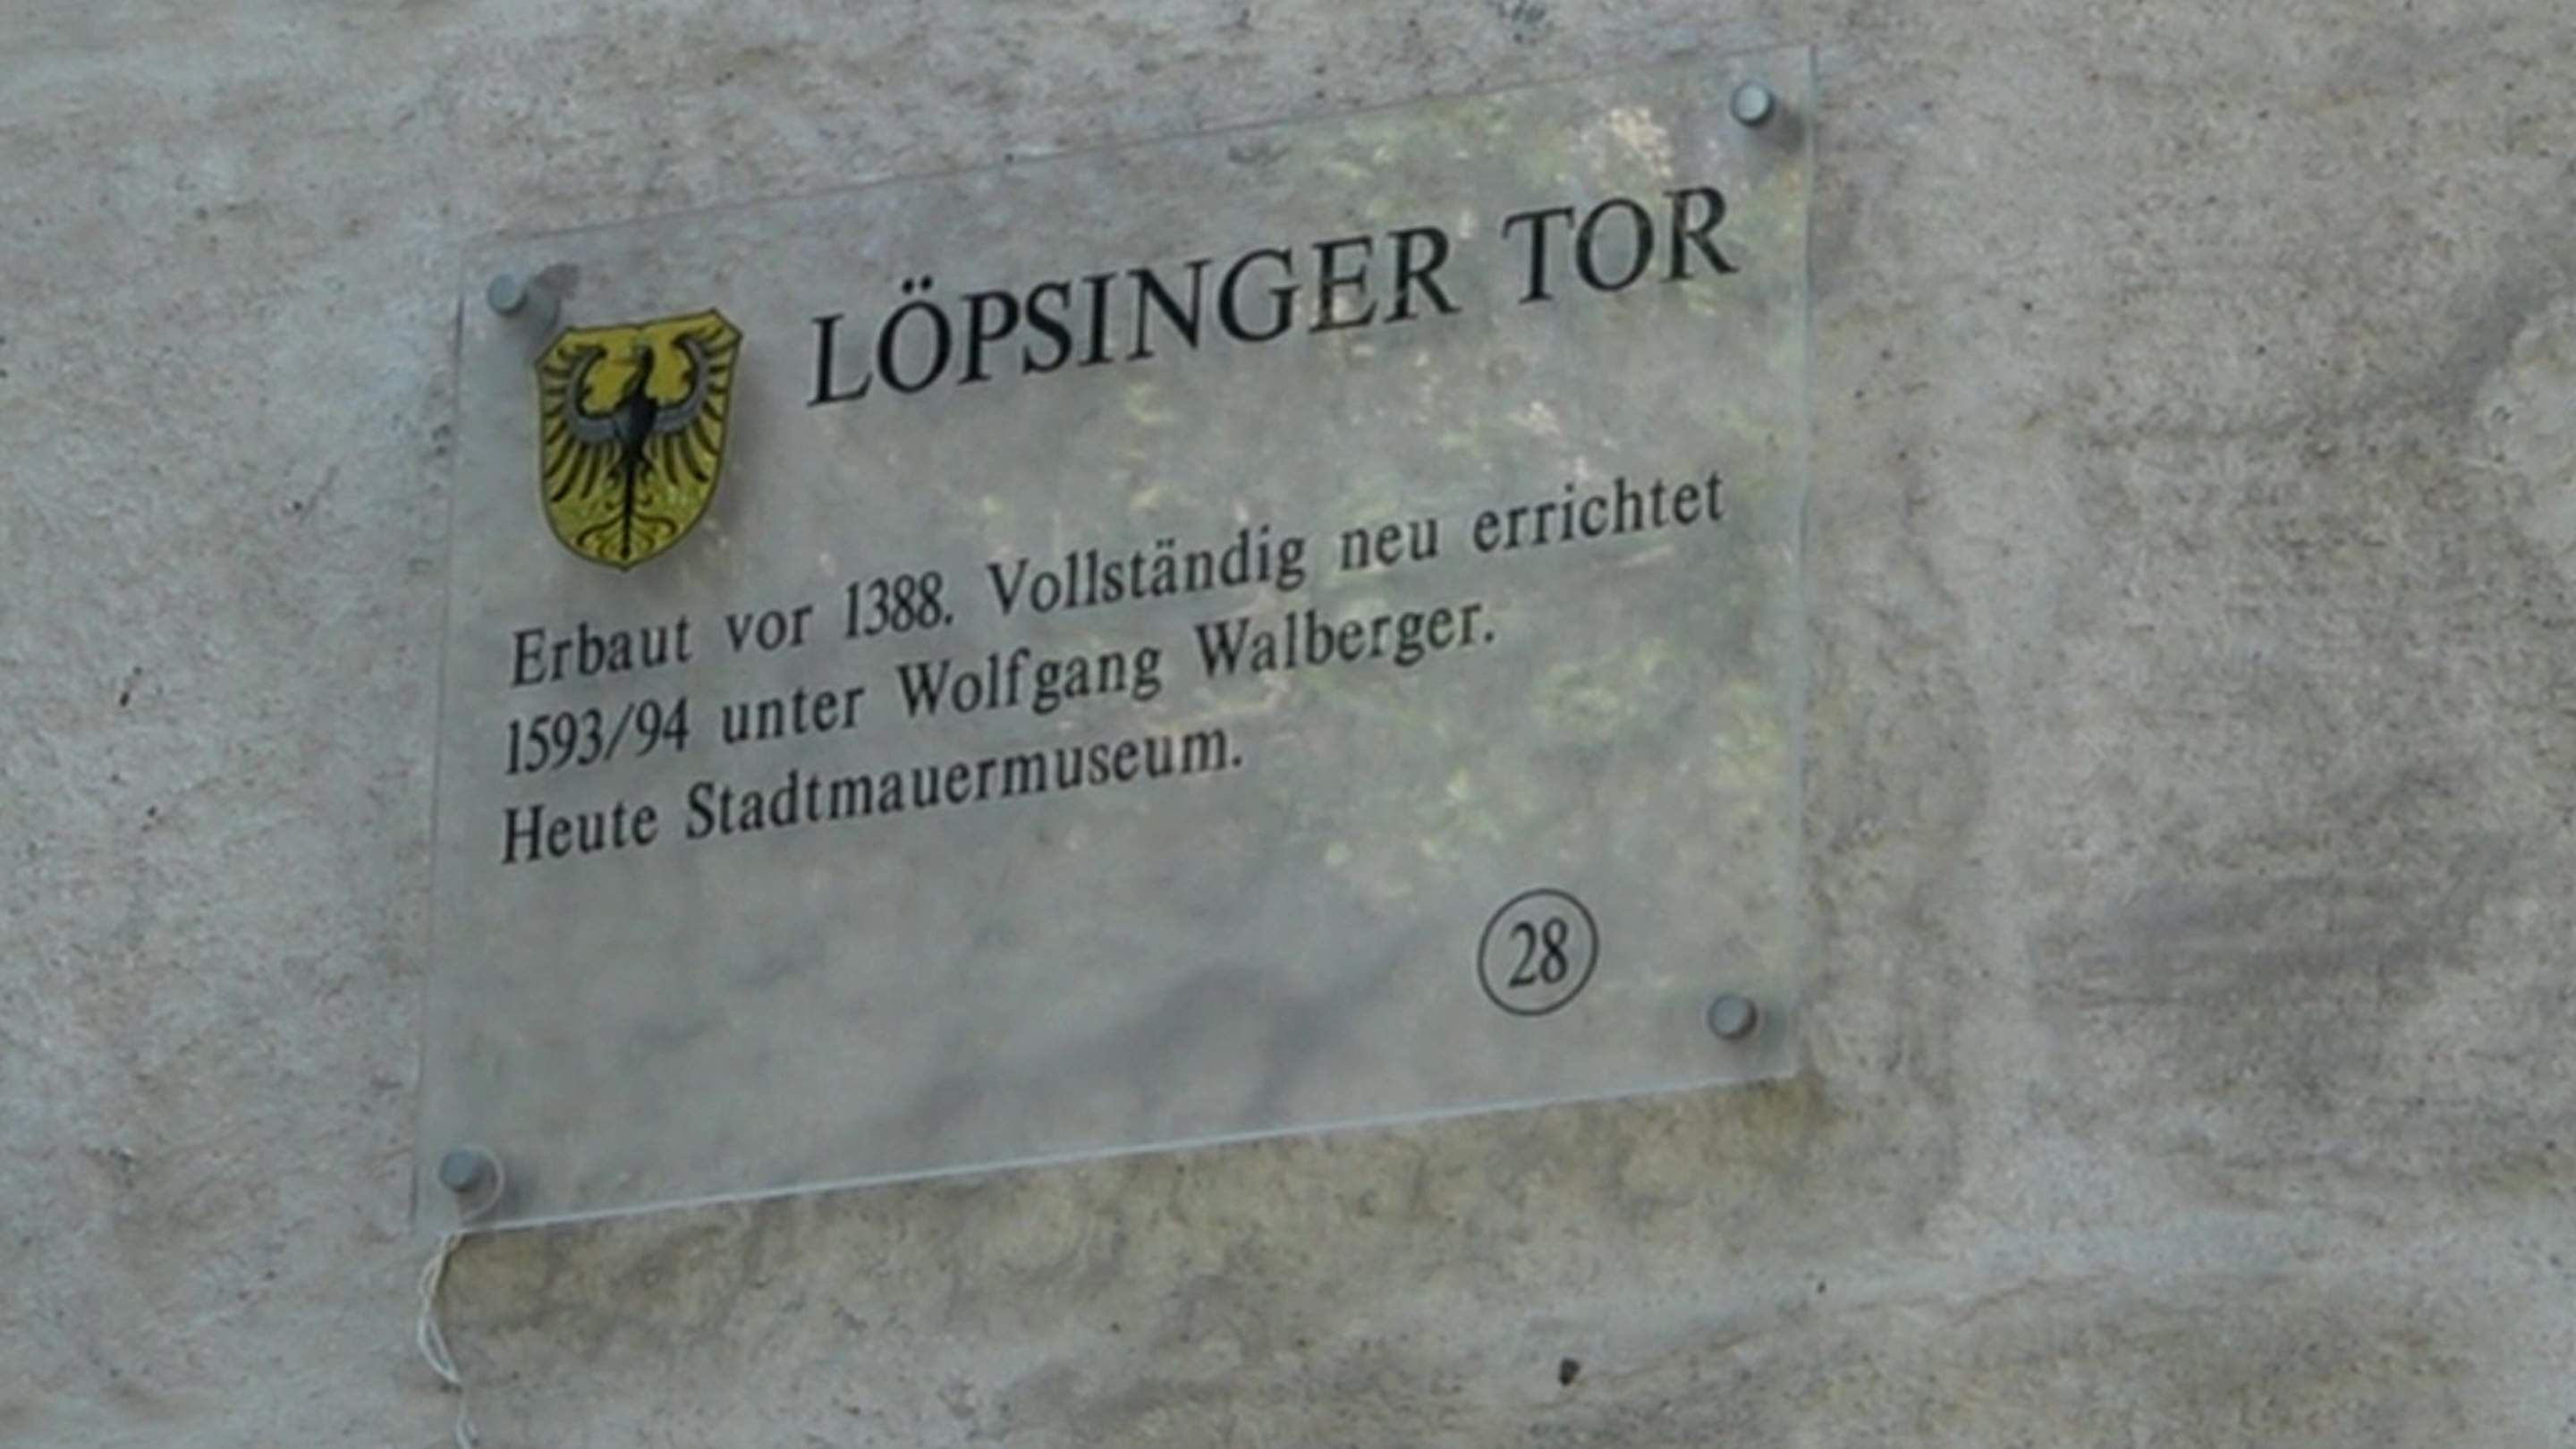 LÖPSINGER TOR
Erbaut vor 1388. Vollständig neu errichtet
1593/94 unter Wolfgang Walberger.
Heute Stadtmauermuseum.
28